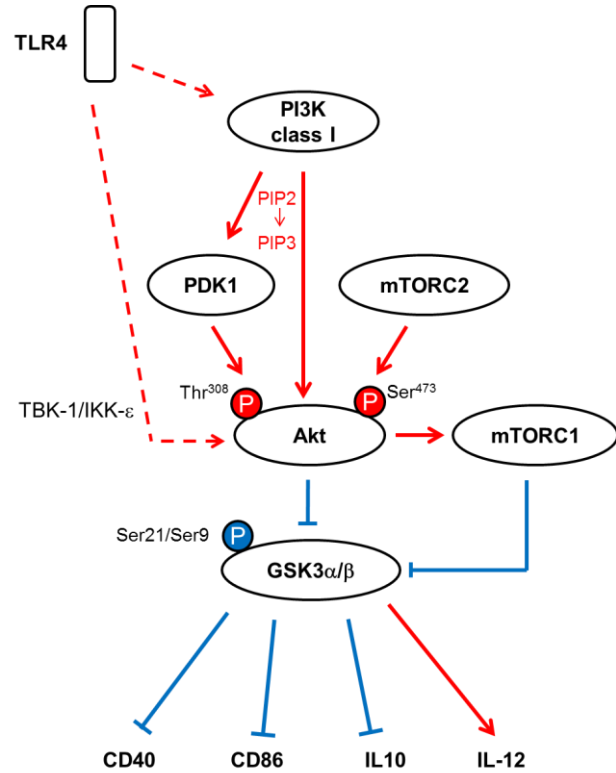 TLR4
PI3K
class I
PIP2
PIP3
PDK1
mTORC2
Thr308
P
P
Ser473
TBK-1/IKK-ε
Akt
mTORC1
Ser21/Ser9
P
GSK3α/β
CD40
CD86
IL10
IL-12